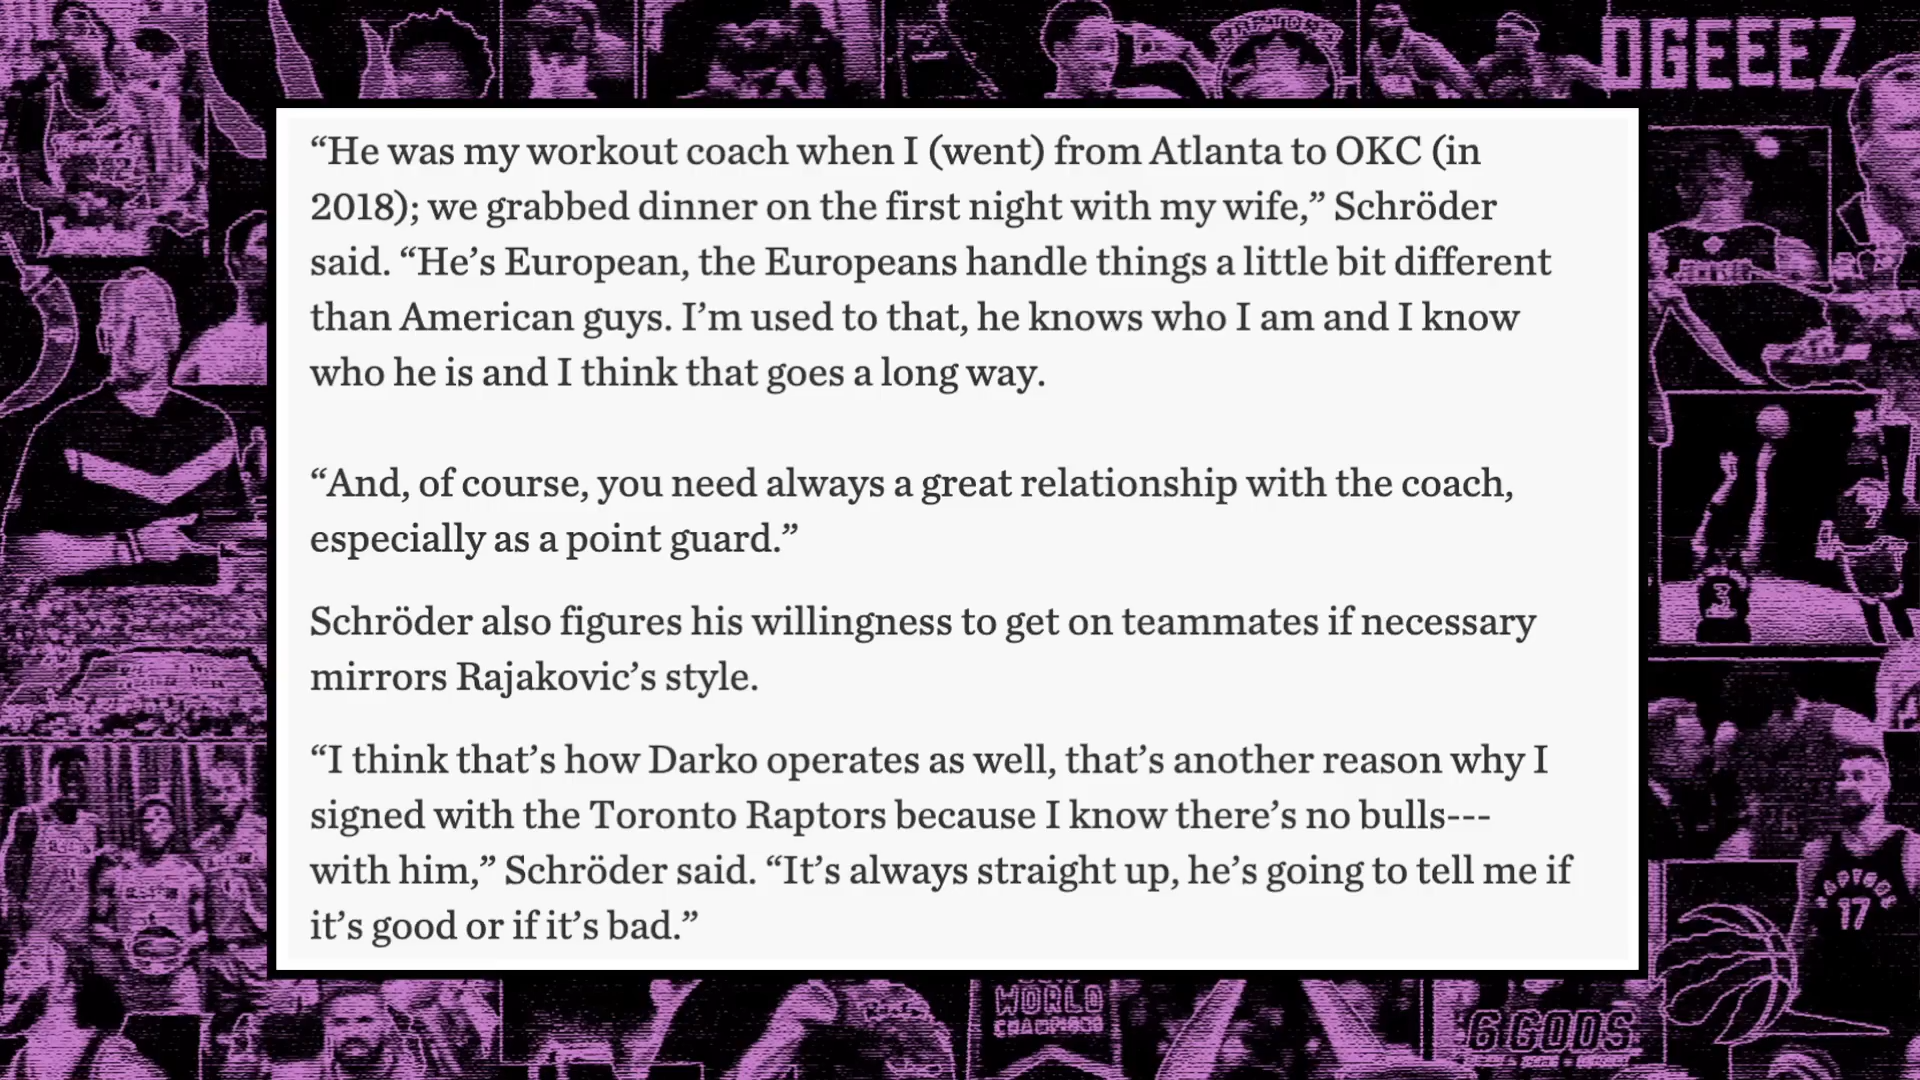 OGEEEZ
“He was my workout coach when I (went) from Atlanta to OKC (in
2018); we grabbed dinner on the first night with my wife,” Schröder
said. “He’s European, the Europeans handle things a little bit different
than American guys. I’m used to that, he knows who I am and I know
who he is and I think that goes a long way.
“And, of course, you need always a great relationship with the coach,
especially as a point guard.”
Schröder also figures his willingness to get on teammates if necessary
mirrors Rajakovic’s style.
“I think that’s how Darko operates as well, that’s another reason why I
signed with the Toronto Raptors because I know there’s no bulls---
with him,” Schröder said. “It’s always straight up, he’s going to tell me if
it’s good or if it’s bad.”
17
WORLD
CHAMPIONS
6 GODS